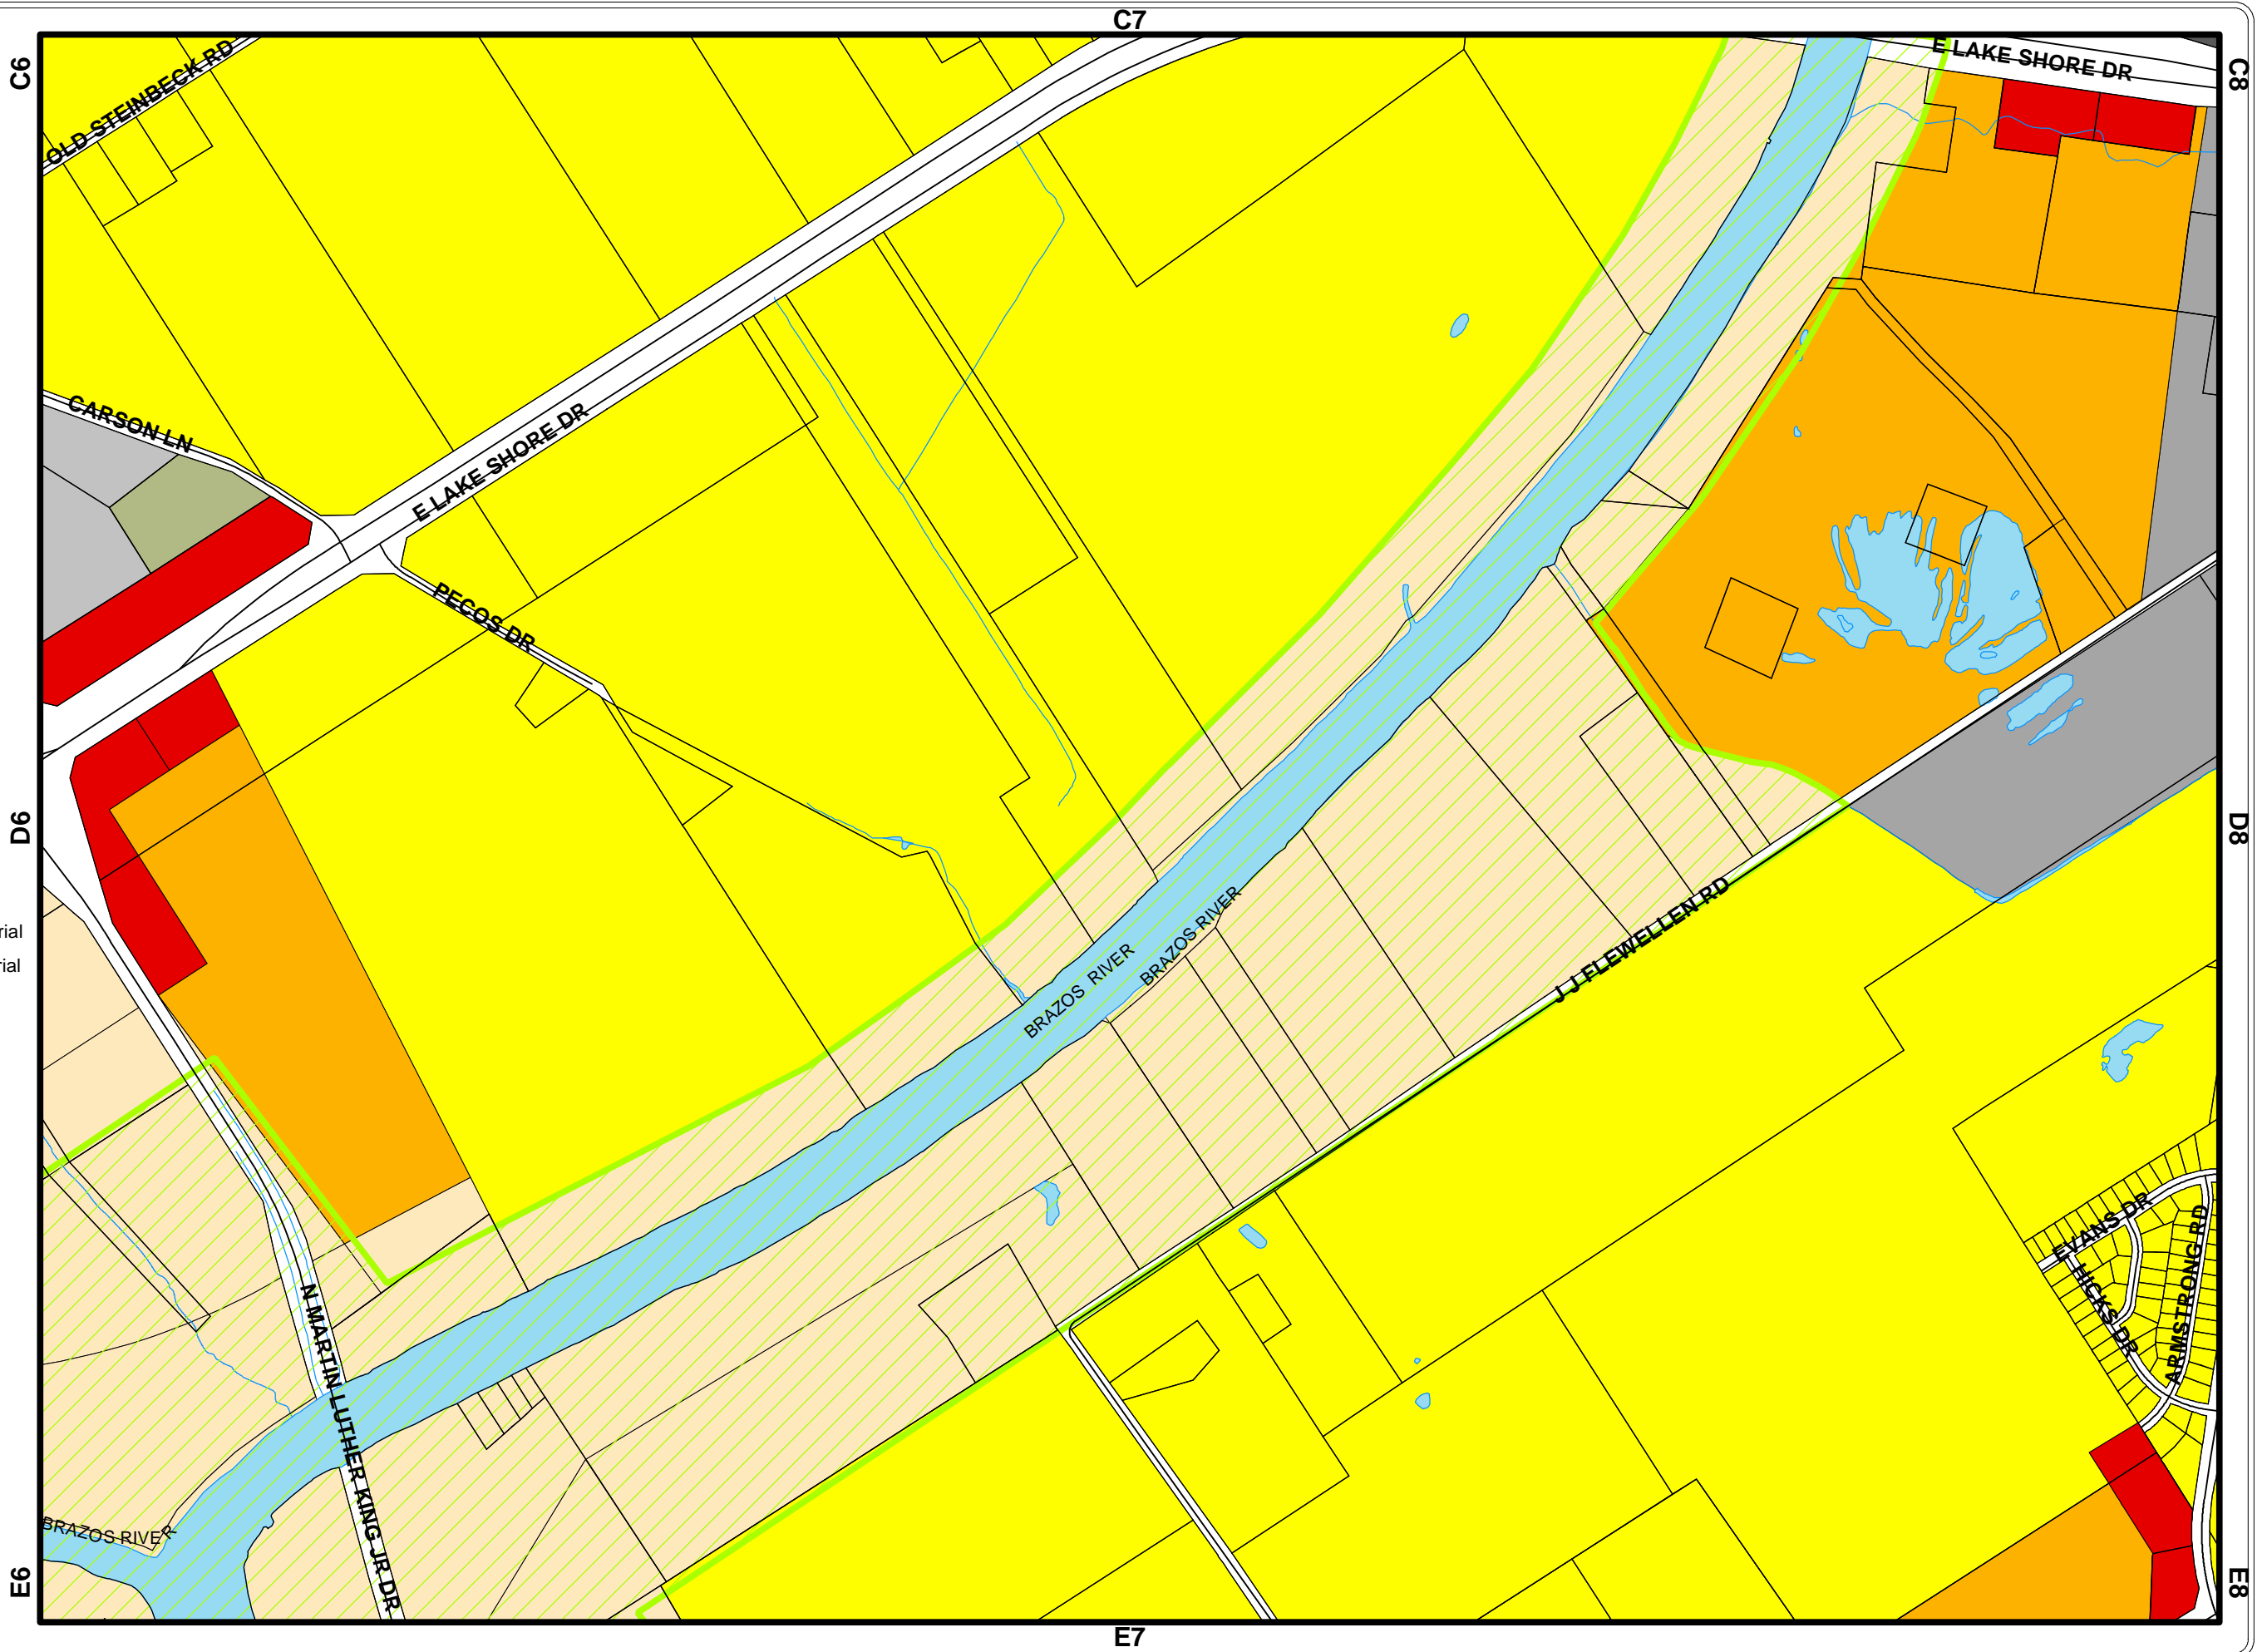 C7
C6
C8
OLD STEINBECK RD
E LAKE SHORE DR
CARSON LN
E LAKE SHORE DR
PECOS DR
D6
D8
rial
rial
J J FLEWELLEN RD
BRAZOS RIVER
BRAZOS RIVER
EVANS DR
HICKS DR
ARMSTRONG RD
N MARTIN LUTHER KING JR DR
BRAZOS RIVER
E6
E8
E7